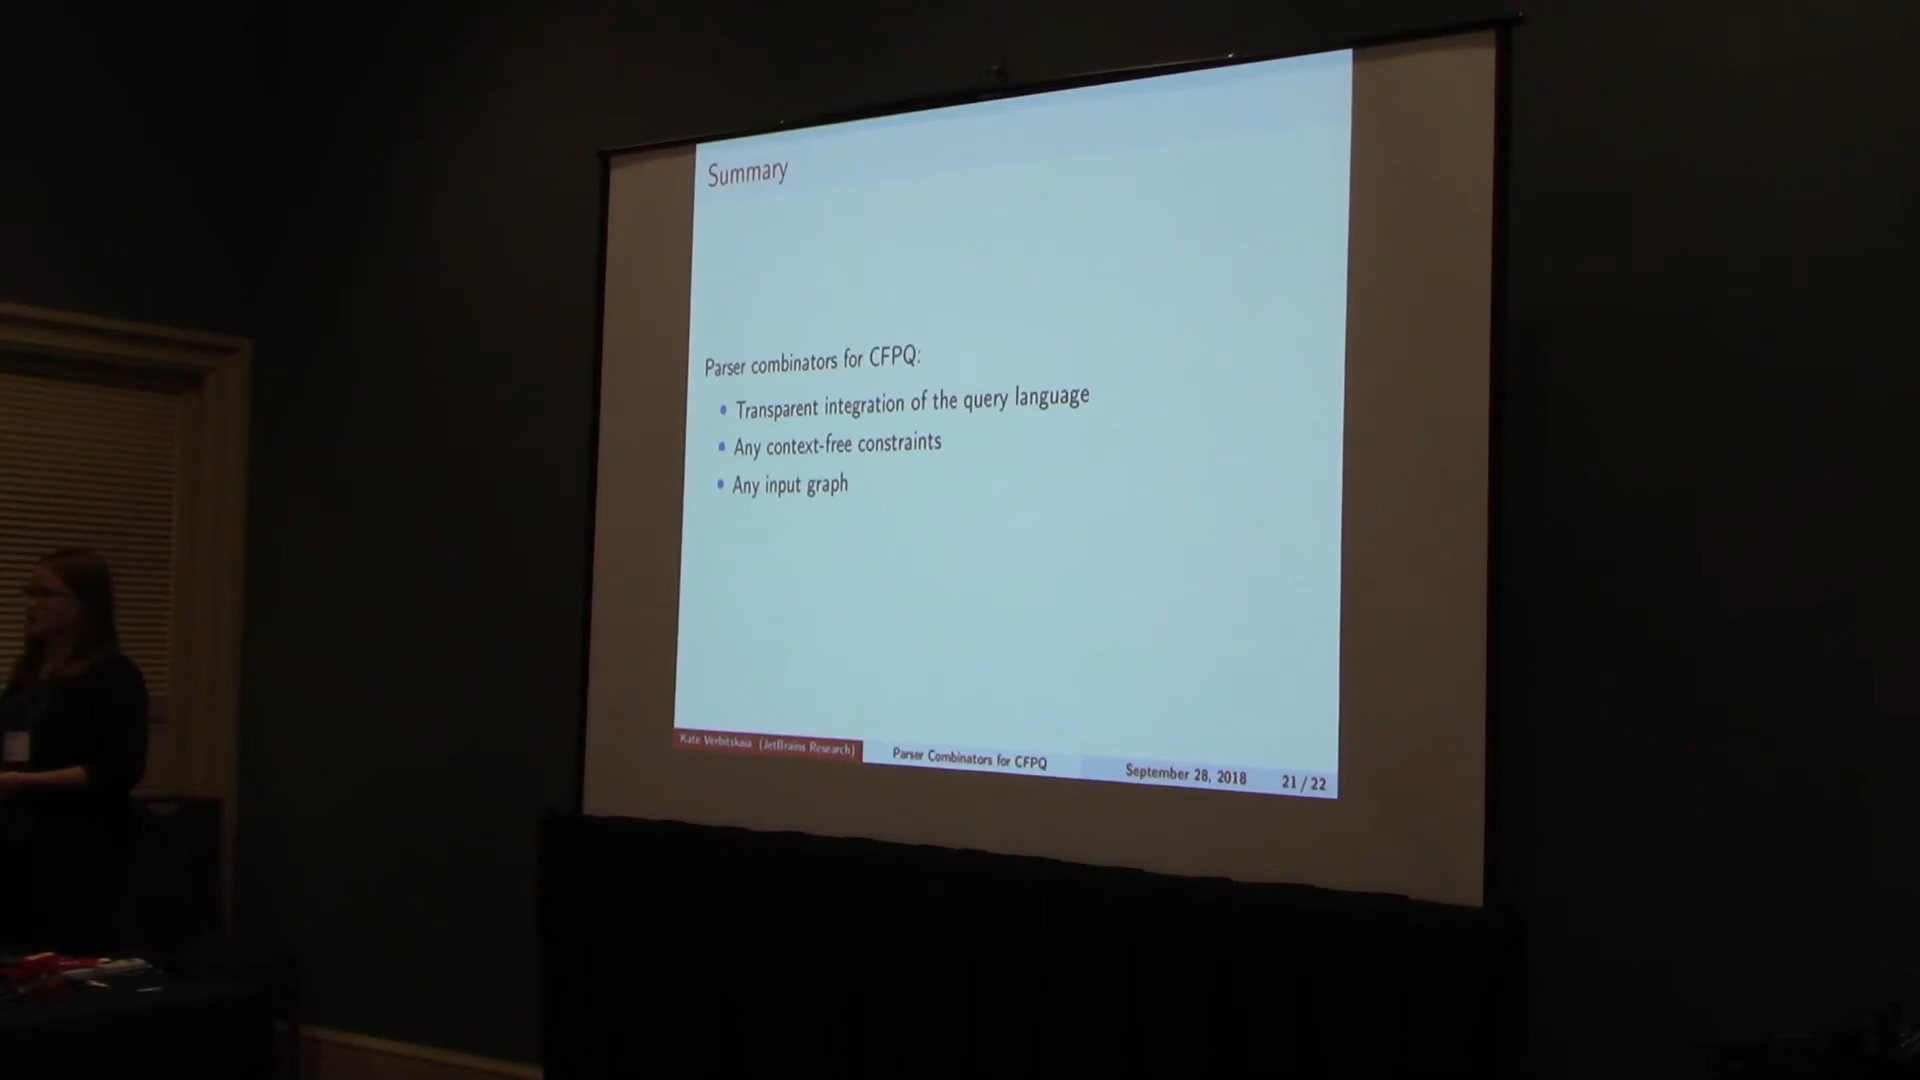 Summary
Parser combinators for CFPQ:
• Transparent integration of the query language
• Any context-free constraints
• Any input graph
Kate Verbitskaia (JetBrains Research)
Parser Combinators for CFPQ
September 28, 2018
21 / 22